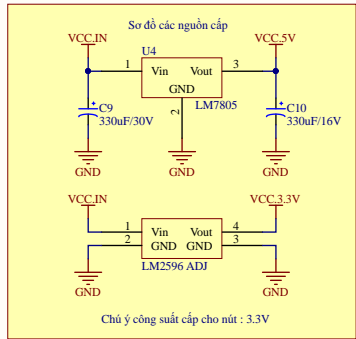 Sơ đồ các nguồn cấp
VCC.IN
VCC.5V
U4
1
Vin
Vout
3
GND
2
LM7805
C9
330uF/30V
C10
330uF/16V
GND
GND
GND
VCC.IN
VCC.3.3V
1
Vin
Vout
4
2
GND
GND
3
LM2596 ADJ
GND
GND
Chú ý công suất cấp cho nút : 3.3V